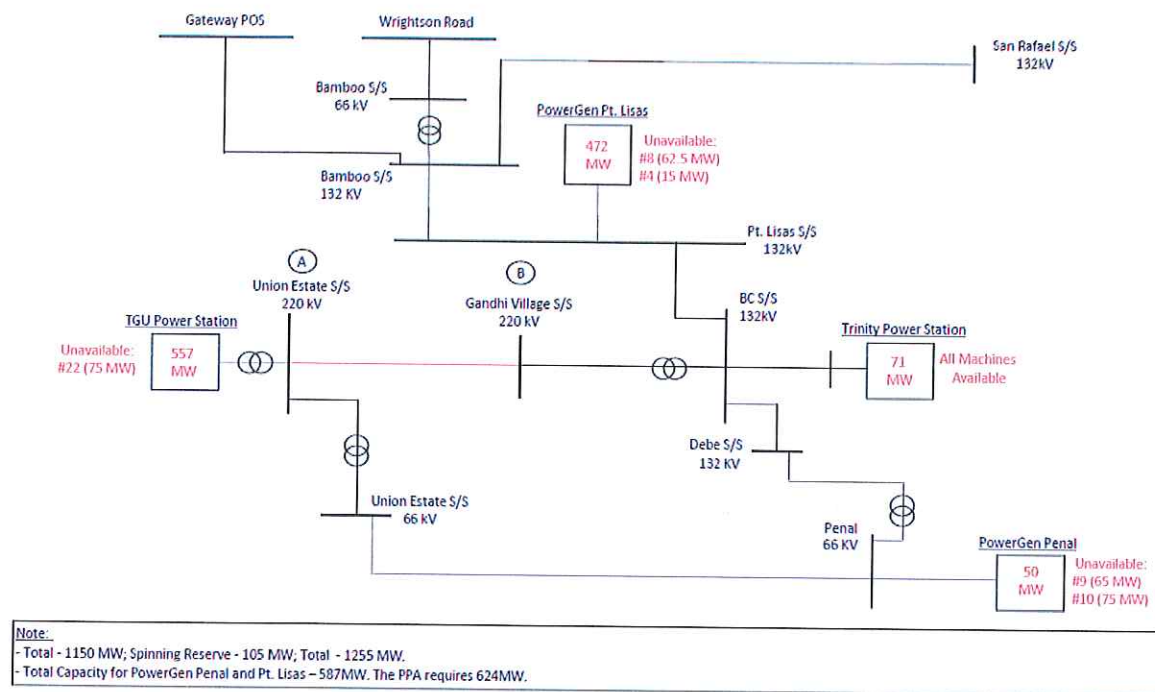 Gateway POS
Wrightson Road
San Rafael S/S
132kV
Bamboo S/S
66 kV
PowerGen Pt. Lisas
472
MW
Unavailable:
#8 (62.5 MW)
#4 (15 MW)
Bamboo S/S
132 KV
Pt. Lisas S/S
132kV
A
Union Estate S/S
220 kV
B
Gandhi Village S/S
220 kV
BC S/S
132kV
TGU Power Station
Unavailable:
#22 (75 MW)
557
MW
Trinity Power Station
71
MW
All Machines
Available
Debe S/S
132 KV
Union Estate S/S
66 kV
Penal
66 KV
PowerGen Penal
50
MW
Unavailable:
#9 (65 MW)
#10 (75 MW)
Note:
- Total - 1150 MW; Spinning Reserve - 105 MW; Total - 1255 MW.
- Total Capacity for PowerGen Penal and Pt. Lisas – 587MW. The PPA requires 624MW.